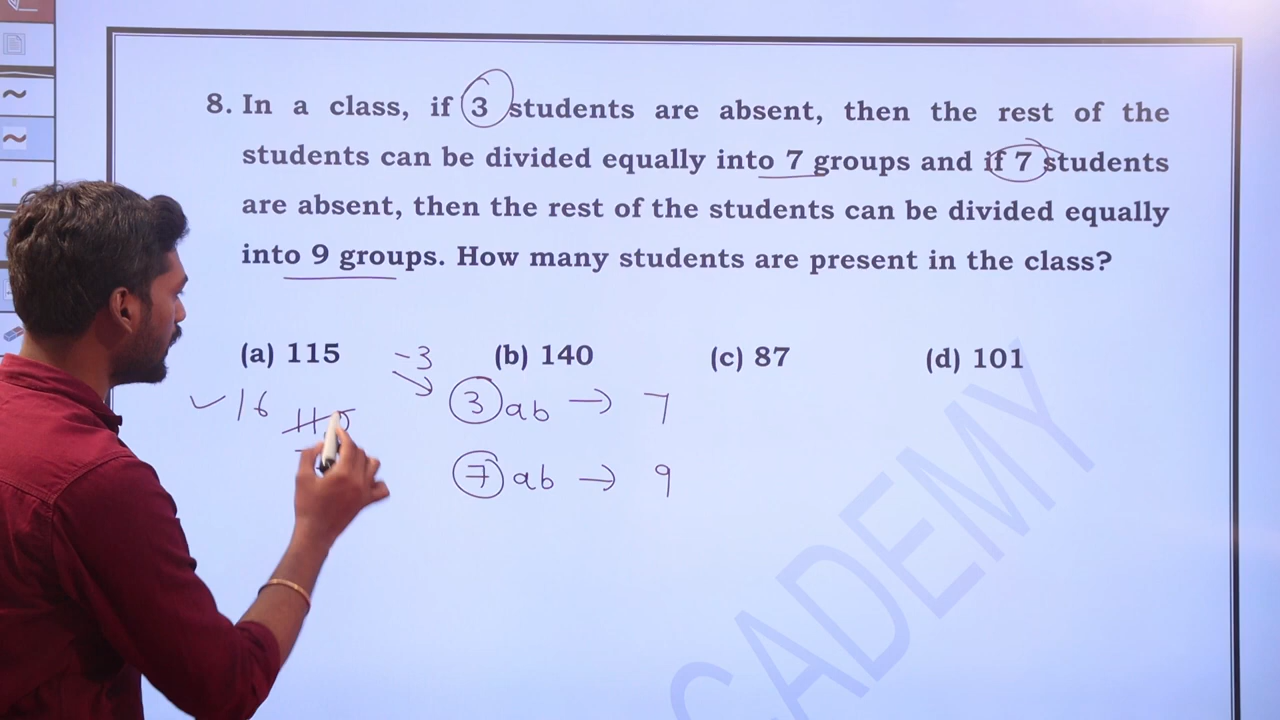 8. In a class, if 3 students are absent, then the rest of the
students can be divided equally into 7 groups and if 7 students
are absent, then the rest of the students can be divided equally
into 9 groups. How many students are present in the class?
(a) 115 (b) 140 (c) 87 (d) 101
-3
3 ab → 7
16
7 ab → 9
CADEMY